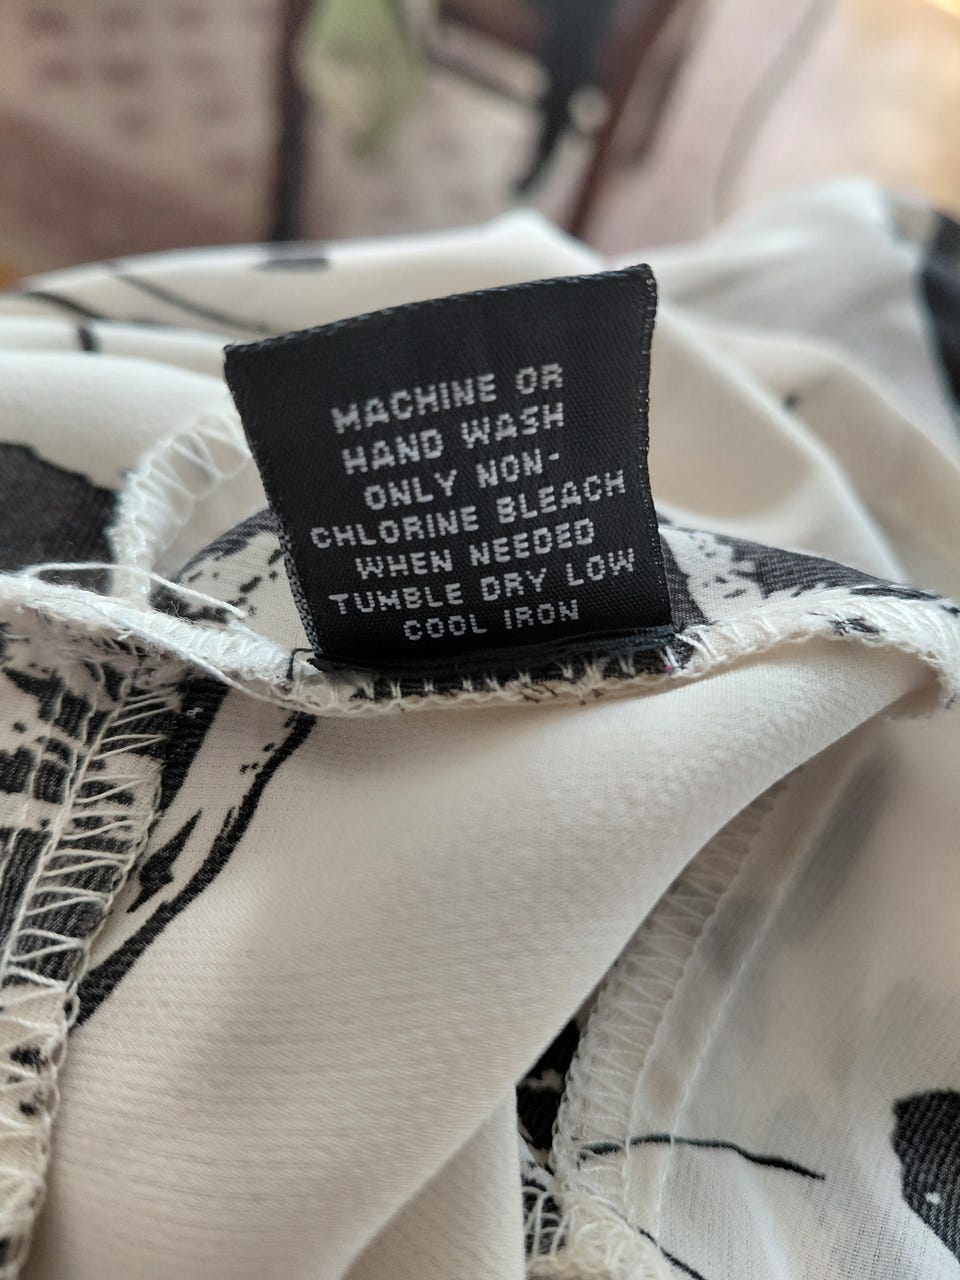 MACHINE OR
HAND WASH
ONLY NON-
CHLORINE BLEACH
WHEN NEEDED
TUMBLE DRY LOW
COOL IRON